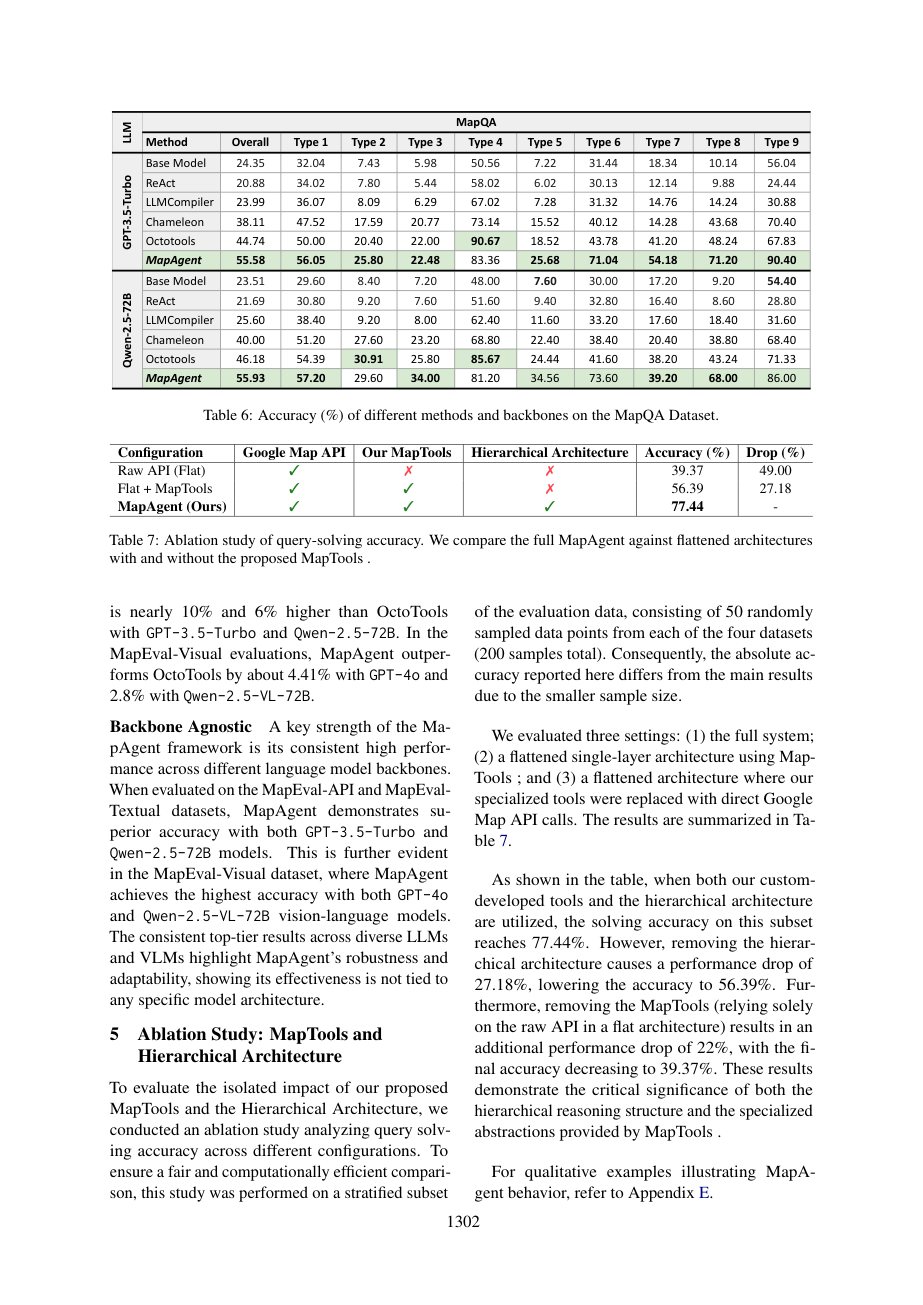 LLM
MapQA
Method Overall Type 1 Type 2 Type 3 Type 4 Type 5 Type 6 Type 7 Type 8 Type 9
GPT-3.5-Turbo
Base Model 24.35 32.04 7.43 5.98 50.56 7.22 31.44 18.34 10.14 56.04
ReAct 20.88 34.02 7.80 5.44 58.02 6.02 30.13 12.14 9.88 24.44
LLMCompiler 23.99 36.07 8.09 6.29 67.02 7.28 31.32 14.76 14.24 30.88
Chameleon 38.11 47.52 17.59 20.77 73.14 15.52 40.12 14.28 43.68 70.40
Octotools 44.74 50.00 20.40 22.00 90.67 18.52 43.78 41.20 48.24 67.83
MapAgent 55.58 56.05 25.80 22.48 83.36 25.68 71.04 54.18 71.20 90.40
Qwen-2.5-72B
Base Model 23.51 29.60 8.40 7.20 48.00 7.60 30.00 17.20 9.20 54.40
ReAct 21.69 30.80 9.20 7.60 51.60 9.40 32.80 16.40 8.60 28.80
LLMCompiler 25.60 38.40 9.20 8.00 62.40 11.60 33.20 17.60 18.40 31.60
Chameleon 40.00 51.20 27.60 23.20 68.80 22.40 38.40 20.40 38.80 68.40
Octotools 46.18 54.39 30.91 25.80 85.67 24.44 41.60 38.20 43.24 71.33
MapAgent 55.93 57.20 29.60 34.00 81.20 34.56 73.60 39.20 68.00 86.00
Table 6: Accuracy (%) of different methods and backbones on the MapQA Dataset.
Configuration Google Map API Our MapTools Hierarchical Architecture Accuracy (%) Drop (%)
Raw API (Flat) ✓ ✗ ✗ 39.37 49.00
Flat + MapTools ✓ ✓ ✗ 56.39 27.18
MapAgent (Ours) ✓ ✓ ✓ 77.44 -
Table 7: Ablation study of query-solving accuracy. We compare the full MapAgent against flattened architectures
with and without the proposed MapTools .
is nearly 10% and 6% higher than OctoTools
with GPT-3.5-Turbo and Qwen-2.5-72B. In the
MapEval-Visual evaluations, MapAgent outper-
forms OctoTools by about 4.41% with GPT-4o and
2.8% with Qwen-2.5-VL-72B.
Backbone Agnostic A key strength of the Ma-
pAgent framework is its consistent high perfor-
mance across different language model backbones.
When evaluated on the MapEval-API and MapEval-
Textual datasets, MapAgent demonstrates su-
perior accuracy with both GPT-3.5-Turbo and
Qwen-2.5-72B models. This is further evident
in the MapEval-Visual dataset, where MapAgent
achieves the highest accuracy with both GPT-4o
and Qwen-2.5-VL-72B vision-language models.
The consistent top-tier results across diverse LLMs
and VLMs highlight MapAgent's robustness and
adaptability, showing its effectiveness is not tied to
any specific model architecture.
5 Ablation Study: MapTools and
Hierarchical Architecture
To evaluate the isolated impact of our proposed
MapTools and the Hierarchical Architecture, we
conducted an ablation study analyzing query solv-
ing accuracy across different configurations. To
ensure a fair and computationally efficient compari-
son, this study was performed on a stratified subset
of the evaluation data, consisting of 50 randomly
sampled data points from each of the four datasets
(200 samples total). Consequently, the absolute ac-
curacy reported here differs from the main results
due to the smaller sample size.
We evaluated three settings: (1) the full system;
(2) a flattened single-layer architecture using Map-
Tools ; and (3) a flattened architecture where our
specialized tools were replaced with direct Google
Map API calls. The results are summarized in Ta-
ble 7.
As shown in the table, when both our custom-
developed tools and the hierarchical architecture
are utilized, the solving accuracy on this subset
reaches 77.44%. However, removing the hierar-
chical architecture causes a performance drop of
27.18%, lowering the accuracy to 56.39%. Fur-
thermore, removing the MapTools (relying solely
on the raw API in a flat architecture) results in an
additional performance drop of 22%, with the fi-
nal accuracy decreasing to 39.37%. These results
demonstrate the critical significance of both the
hierarchical reasoning structure and the specialized
abstractions provided by MapTools .
For qualitative examples illustrating MapA-
gent behavior, refer to Appendix E.
1302